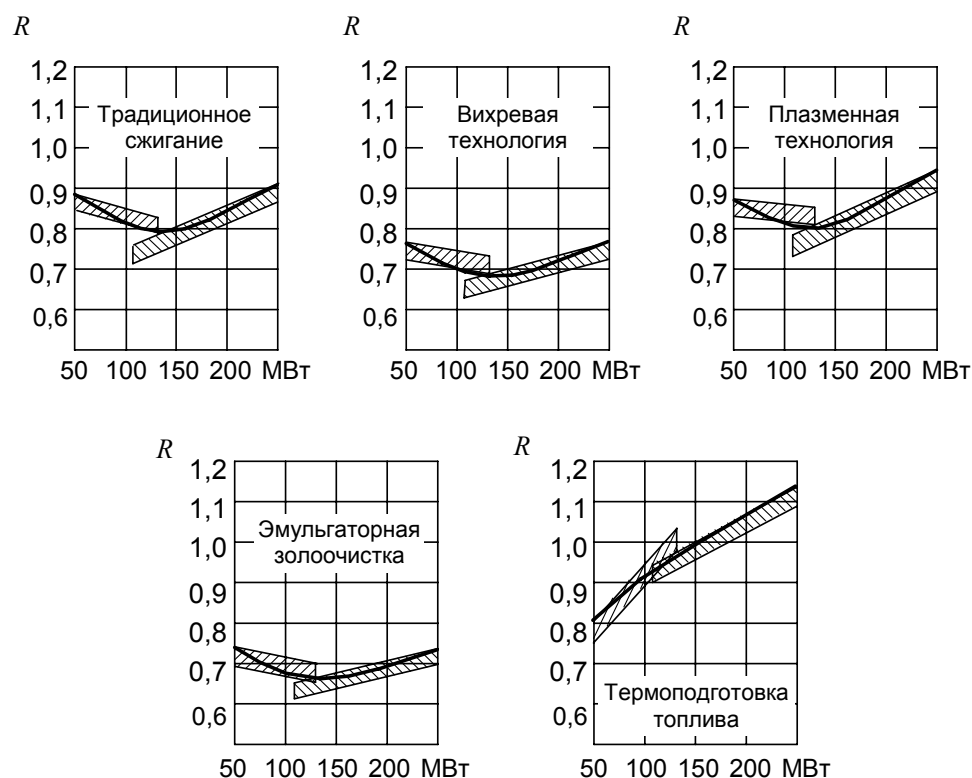 R
1,2
1,1
1,0
0,9
0,8
0,7
0,6
Традиционное
сжигание
50 100 150 200 МВт
R
1,2
1,1
1,0
0,9
0,8
0,7
0,6
Вихревая
технология
50 100 150 200 МВт
R
1,2
1,1
1,0
0,9
0,8
0,7
0,6
Плазменная
технология
50 100 150 200 МВт
R
1,2
1,1
1,0
0,9
0,8
0,7
0,6
Эмульгаторная
золоочистка
50 100 150 200 МВт
R
1,2
1,1
1,0
0,9
0,8
0,7
0,6
Термоподготовка
топлива
50 100 150 200 МВт